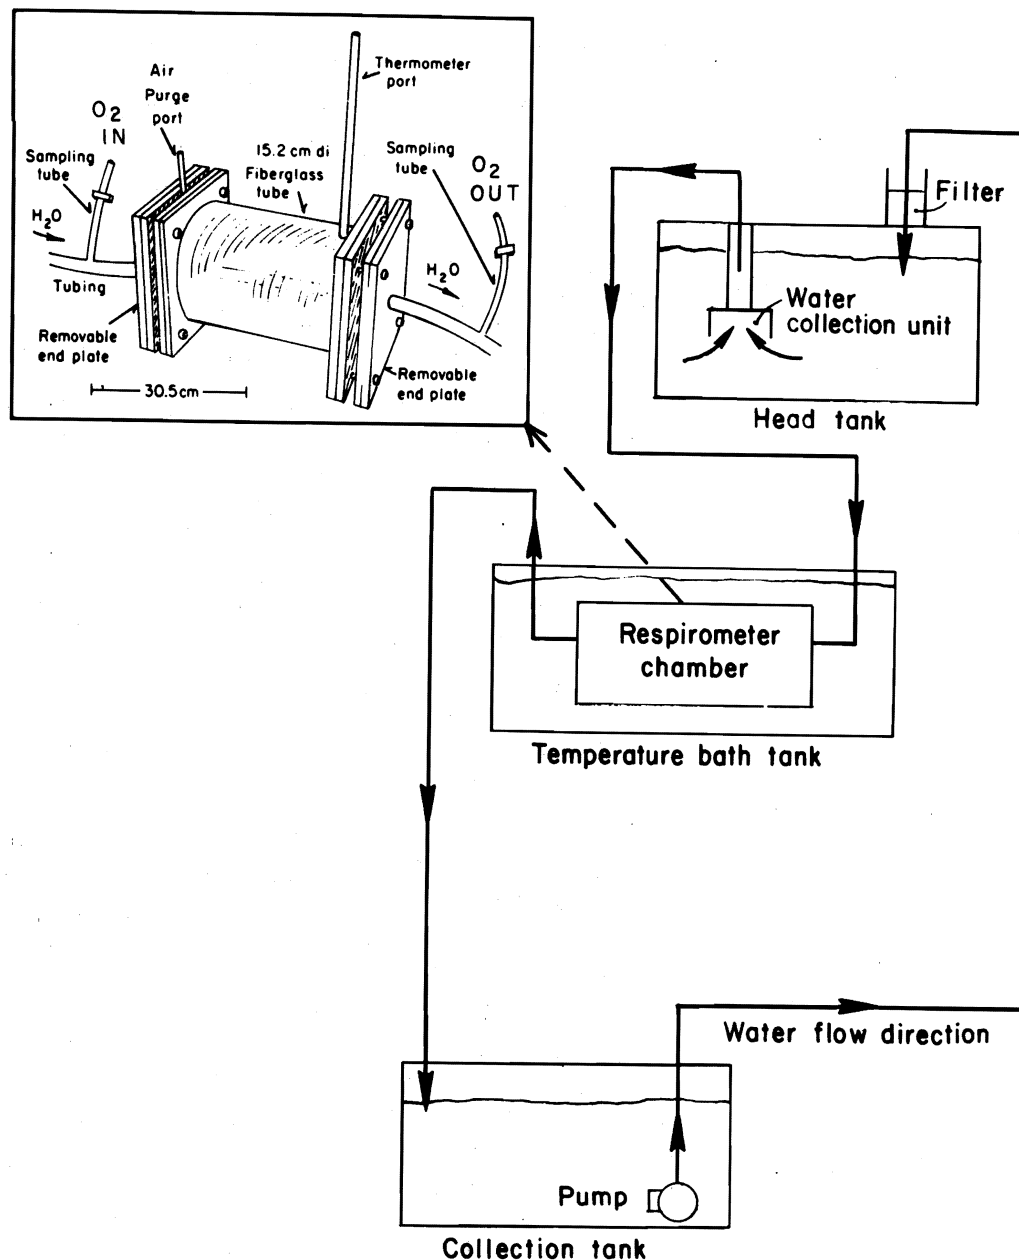 Air
Purge
port
O2
IN
Sampling
tube
H2O
Tubing
Removable
end plate
30.5cm
15.2 cm di
Fiberglass
tube
Thermometer
port
Sampling
tube
O2
OUT
H2O
Removable
end plate
Filter
Water
collection unit
Head tank
Respirometer
chamber
Temperature bath tank
Water flow direction
Pump
Collection tank